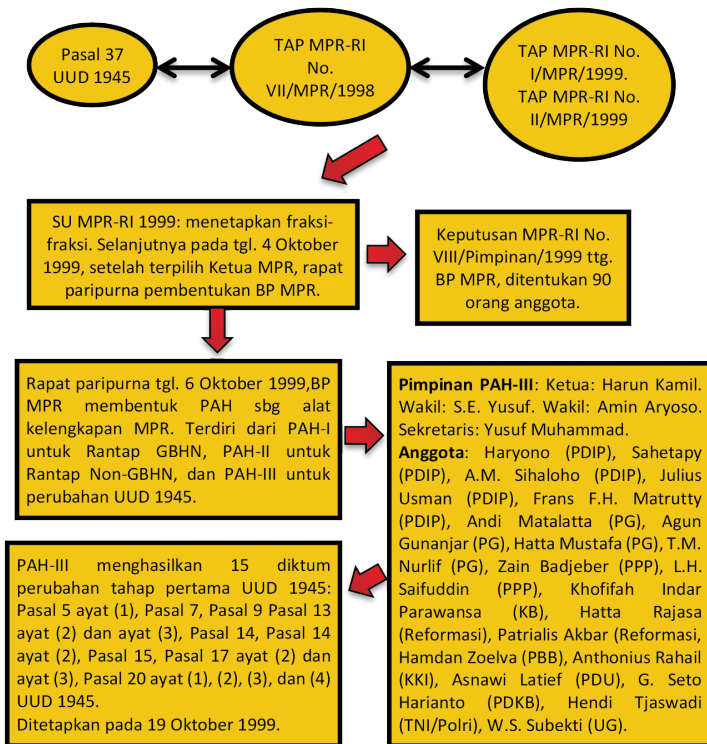 Pasal 37
UUD 1945
TAP MPR-RI
No.
VII/MPR/1998
TAP MPR-RI No.
I/MPR/1999.
TAP MPR-RI No.
II/MPR/1999
SU MPR-RI 1999: menetapkan fraksi-
fraksi. Selanjutnya pada tgl. 4 Oktober
1999, setelah terpilih Ketua MPR, rapat
paripurna pembentukan BP MPR.
Keputusan MPR-RI No.
VIII/Pimpinan/1999 ttg.
BP MPR, ditentukan 90
orang anggota.
Rapat paripurna tgl. 6 Oktober 1999,BP
MPR membentuk PAH sbg alat
kelengkapan MPR. Terdiri dari PAH-I
untuk Rantap GBHN, PAH-II untuk
Rantap Non-GBHN, dan PAH-III untuk
perubahan UUD 1945.
Pimpinan PAH-III: Ketua: Harun Kamil.
Wakil: S.E. Yusuf. Wakil: Amin Aryoso.
Sekretaris: Yusuf Muhammad.
Anggota: Haryono (PDIP), Sahetapy
(PDIP), A.M. Sihaloho (PDIP), Julius
Usman (PDIP), Frans F.H. Matrutty
(PDIP), Andi Matalatta (PG), Agun
Gunanjar (PG), Hatta Mustafa (PG), T.M.
Nurlif (PG), Zain Badjeber (PPP), L.H.
Saifuddin (PPP), Khofifah Indar
Parawansa (KB), Hatta Rajasa
(Reformasi), Patrialis Akbar (Reformasi,
Hamdan Zoelva (PBB), Anthonius Rahail
(KKI), Asnawi Latief (PDU), G. Seto
Harianto (PDKB), Hendi Tjaswadi
(TNI/Polri), W.S. Subekti (UG).
PAH-III menghasilkan 15 diktum
perubahan tahap pertama UUD 1945:
Pasal 5 ayat (1), Pasal 7, Pasal 9 Pasal 13
ayat (2) dan ayat (3), Pasal 14, Pasal 14
ayat (2), Pasal 15, Pasal 17 ayat (2) dan
ayat (3), Pasal 20 ayat (1), (2), (3), dan (4)
UUD 1945.
Ditetapkan pada 19 Oktober 1999.